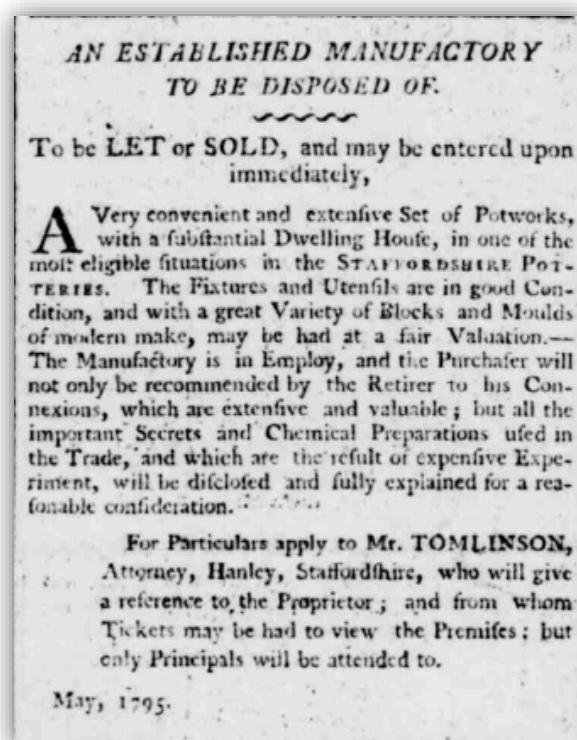 AN ESTABLISHED MANUFACTORY
TO BE DISPOSED OF.
To be LET or SOLD, and may be entered upon
immediately,
A Very convenient and extenſive Set of Potworks,
with a ſubſtantial Dwelling Houſe, in one of the
moſt eligible ſituations in the STAFFORDSHIRE POT-
TERIES. The Fixtures and Utenſils are in good Con-
dition, and with a great Variety of Blocks and Moulds
of modern make, may be had at a fair Valuation.—
The Manufactory is in Employ, and the Purchaſer will
not only be recommended by the Retirer to his Con-
nexions, which are extenſive and valuable; but all the
important Secrets and Chemical Preparations uſed in
the Trade, and which are the reſult of expenſive Expe-
riment, will be diſcloſed and fully explained for a rea-
ſonable conſideration.
For Particulars apply to Mr. TOMLINSON,
Attorney, Hanley, Staffordſhire, who will give
a reference to the Proprietor; and from whom
Tickets may be had to view the Premiſes: but
only Principals will be attended to.
May, 1795.